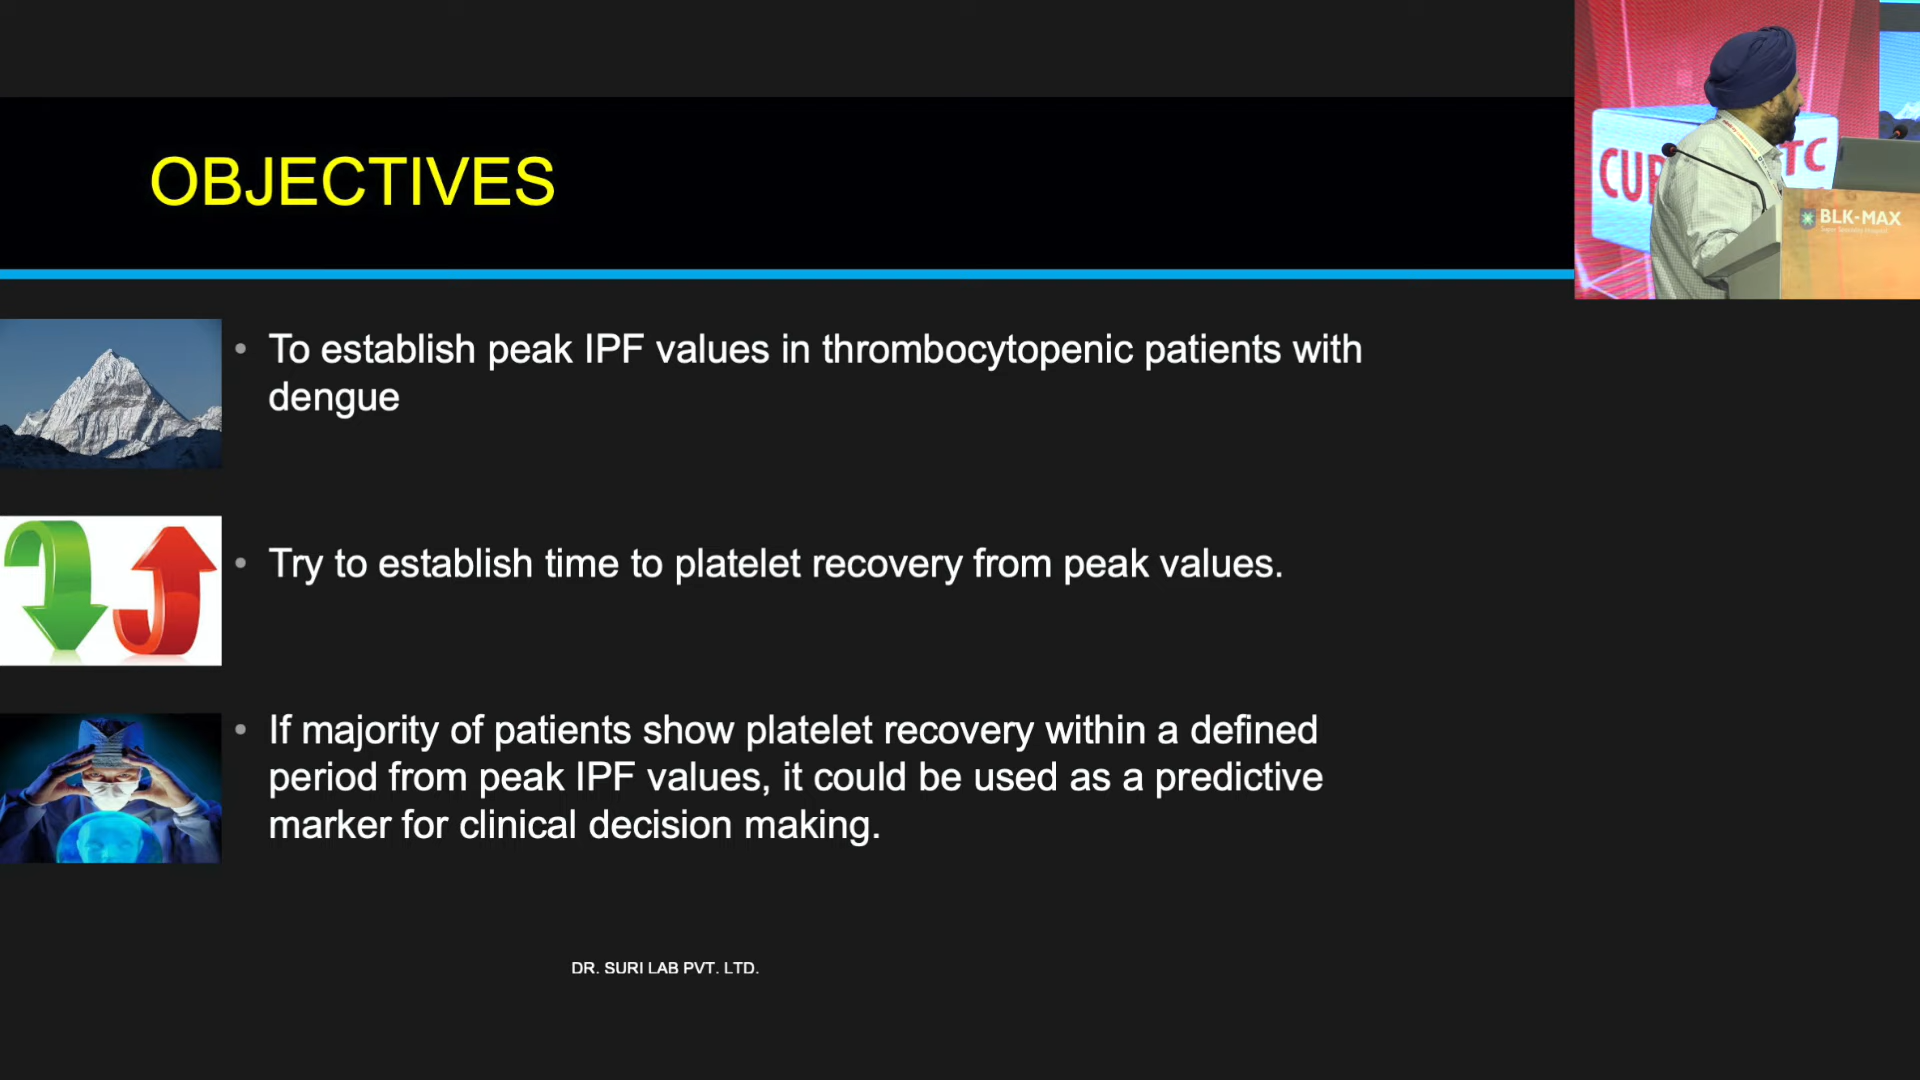 OBJECTIVES
• To establish peak IPF values in thrombocytopenic patients with
dengue
• Try to establish time to platelet recovery from peak values.
• If majority of patients show platelet recovery within a defined
period from peak IPF values, it could be used as a predictive
marker for clinical decision making.
DR. SURI LAB PVT. LTD.
BLK-MAX